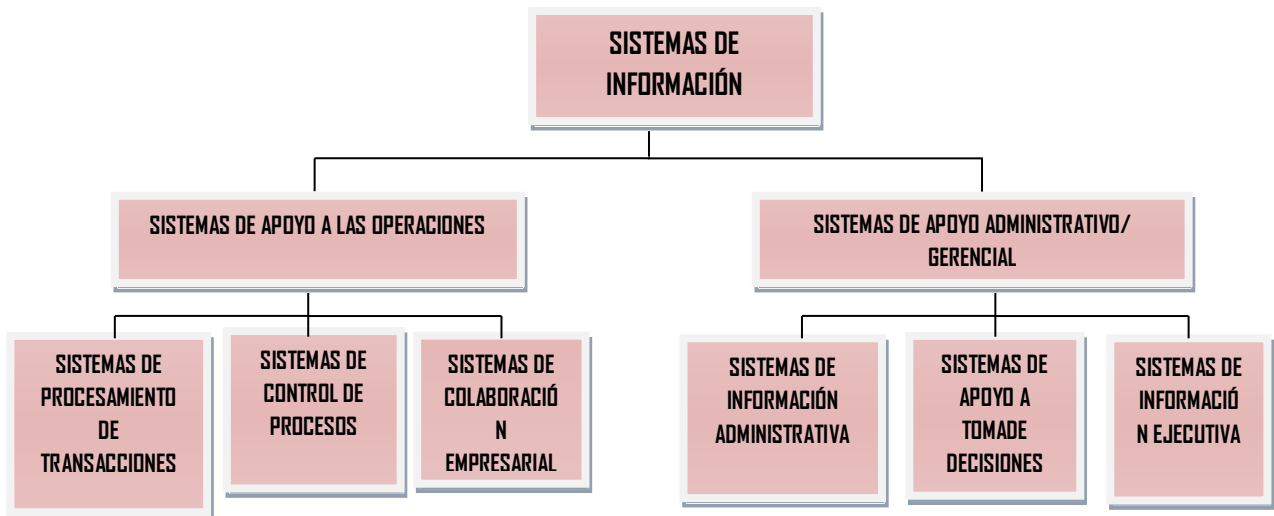 SISTEMAS DE
INFORMACIÓN
SISTEMAS DE APOYO A LAS OPERACIONES
SISTEMAS DE APOYO ADMINISTRATIVO/
GERENCIAL
SISTEMAS DE
PROCESAMIENTO
DE
TRANSACCIONES
SISTEMAS DE
CONTROL DE
PROCESOS
SISTEMAS DE
COLABORACIÓ
N
EMPRESARIAL
SISTEMAS DE
INFORMACIÓN
ADMINISTRATIVA
SISTEMAS DE
APOYO A
TOMADE
DECISIONES
SISTEMAS DE
INFORMACIÓ
N EJECUTIVA